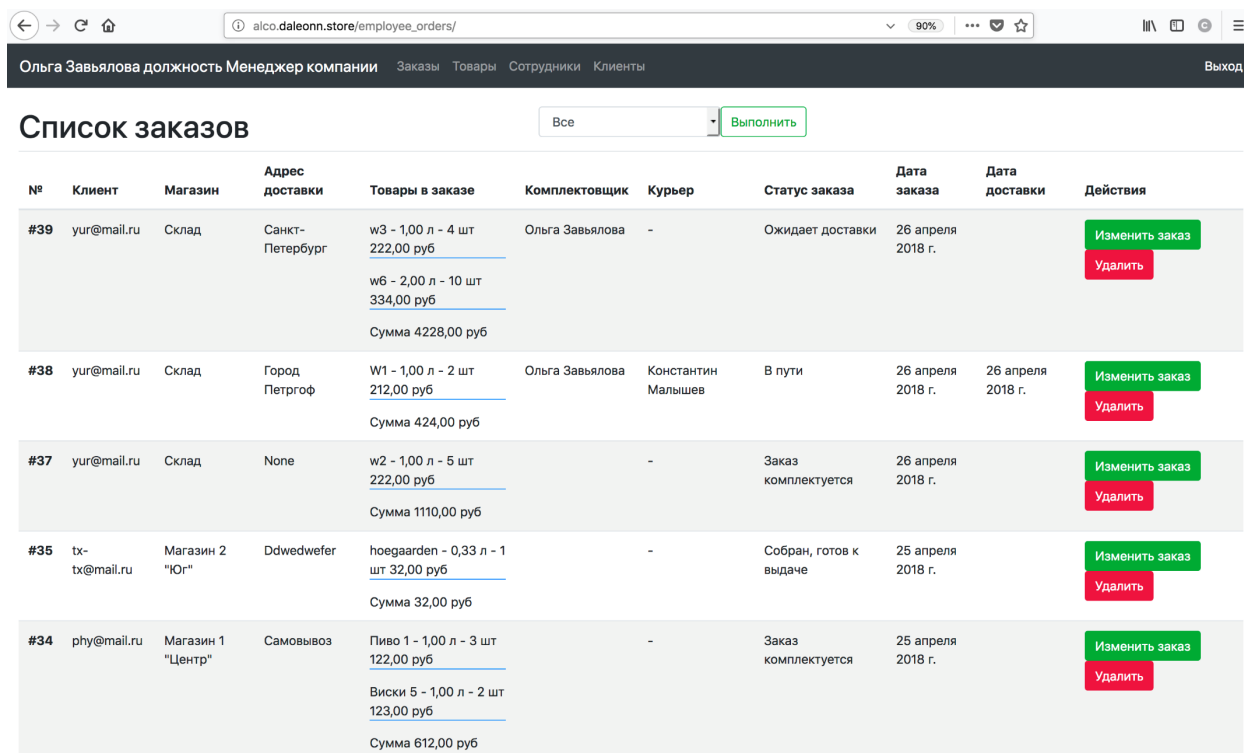 alco.daleonn.store/employee_orders/
90%
Ольга Завьялова должность Менеджер компании Заказы Товары Сотрудники Клиенты Выход
Список заказов
Все
Выполнить
№ Клиент Магазин Адрес доставки Товары в заказе Комплектовщик Курьер Статус заказа Дата заказа Дата доставки Действия
#39 yur@mail.ru Склад Санкт- w3 - 1,00 л - 4 шт Ольга Завьялова - Ожидает доставки 26 апреля Изменить заказ
Петербург 222,00 руб 2018 г.
Удалить
w6 - 2,00 л - 10 шт
334,00 руб
Сумма 4228,00 руб
#38 yur@mail.ru Склад Город W1 - 1,00 л - 2 шт Ольга Завьялова Константин В пути 26 апреля 26 апреля Изменить заказ
Петргоф 212,00 руб Малышев 2018 г. 2018 г.
Удалить
Сумма 424,00 руб
#37 yur@mail.ru Склад None w2 - 1,00 л - 5 шт - Заказ 26 апреля Изменить заказ
222,00 руб комплектуется 2018 г.
Удалить
Сумма 1110,00 руб
#35 tx- Магазин 2 Ddwedwefer hoegaarden - 0,33 л - 1 - Собран, готов к 25 апреля Изменить заказ
tx@mail.ru "Юг" шт 32,00 руб выдаче 2018 г.
Удалить
Сумма 32,00 руб
#34 phy@mail.ru Магазин 1 Самовывоз Пиво 1 - 1,00 л - 3 шт - Заказ 25 апреля Изменить заказ
"Центр" 122,00 руб комплектуется 2018 г.
Удалить
Виски 5 - 1,00 л - 2 шт
123,00 руб
Сумма 612,00 руб